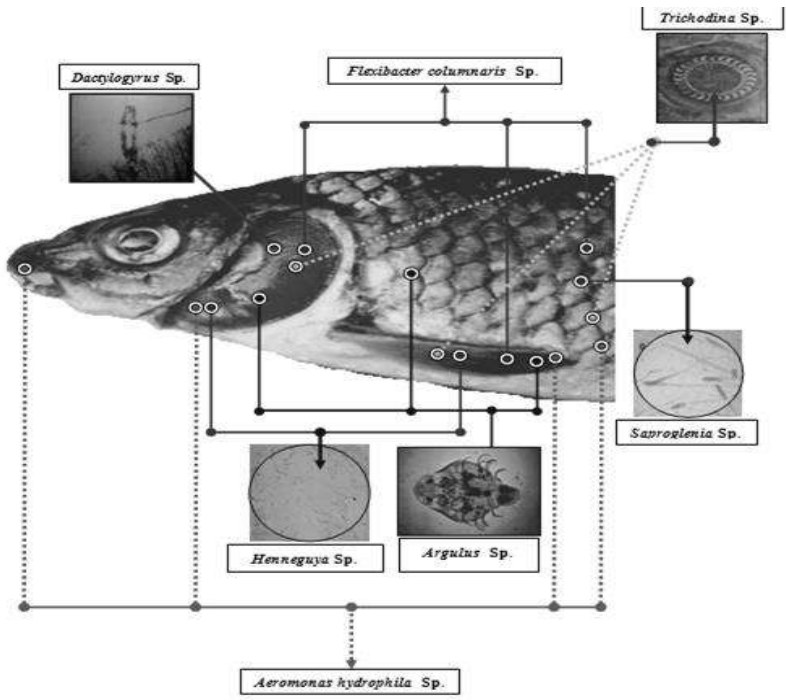 Trichodina Sp.
Dactylogyrus Sp.
Flexibacter columnaris Sp.
Saproglenia Sp.
Henneguya Sp.
Argulus Sp.
Aeromonas hydrophila Sp.